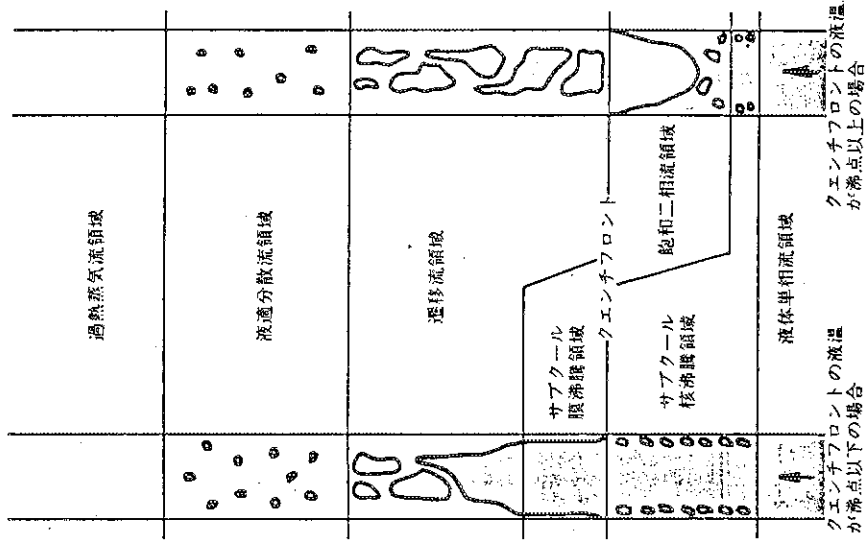 過熱蒸気流領域
液適分散流領域
遷移流領域
サブクール
膜沸騰領域
クエンチフロント
サブクール
核沸騰領域
飽和二相流領域
液体単相流領域
クエンチフロントの液温
が沸点以下の場合
クエンチフロントの液温
が沸点以上の場合